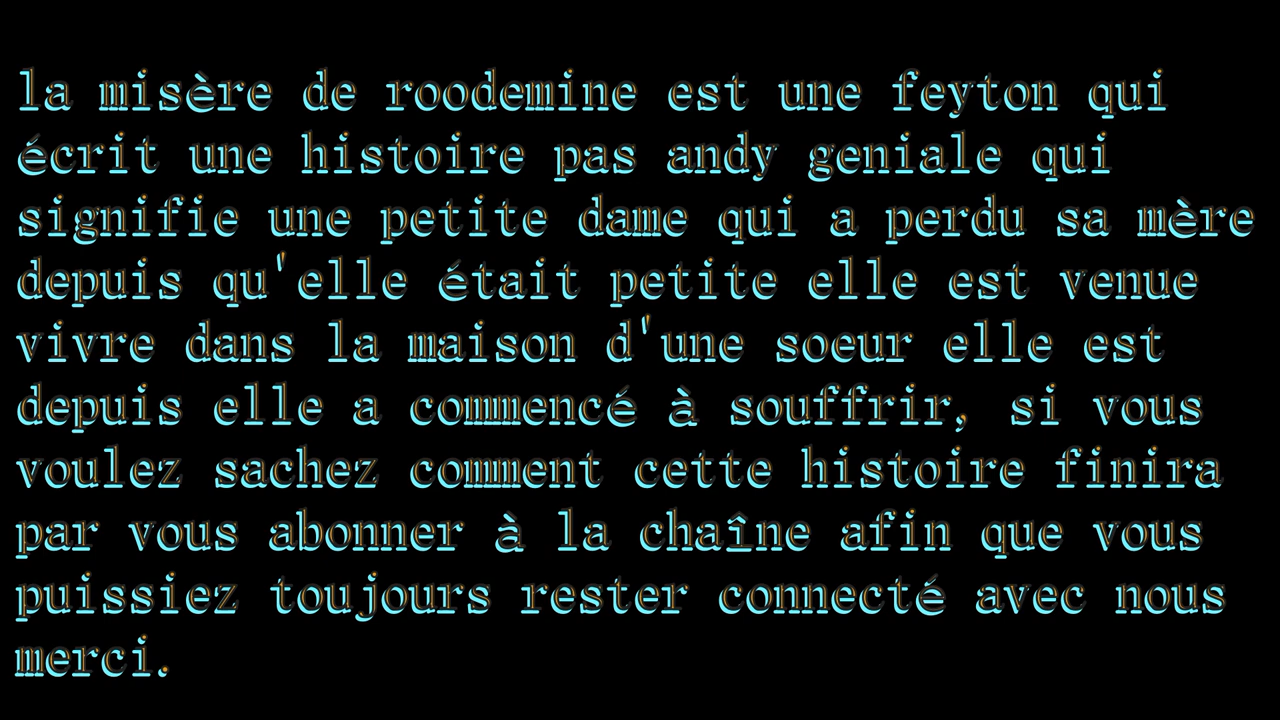 la misère de roodemine est une feyton qui
écrit une histoire pas andy geniale qui
signifie une petite dame qui a perdu sa mère
depuis qu'elle était petite elle est venue
vivre dans la maison d'une soeur elle est
depuis elle a commencé à souffrir, si vous
voulez sachez comment cette histoire finira
par vous abonner à la chaîne afin que vous
puissiez toujours rester connecté avec nous
merci.